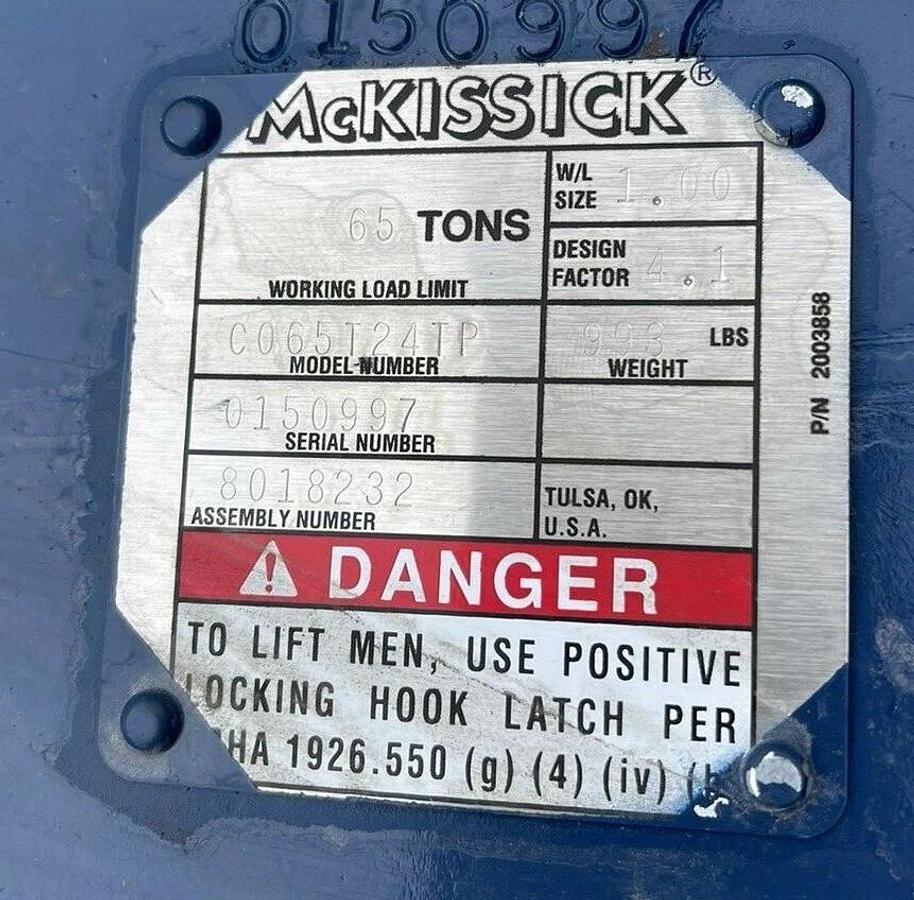 0150997
McKISSICK®
65 TONS
WORKING LOAD LIMIT
W/L
SIZE 1.00
DESIGN
FACTOR 4.1
C065T24TP
MODEL NUMBER
993 LBS
WEIGHT
0150997
SERIAL NUMBER
8018232
ASSEMBLY NUMBER
TULSA, OK,
U.S.A.
P/N 2003858
DANGER
TO LIFT MEN, USE POSITIVE
LOCKING HOOK LATCH PER
1926.550 (g) (4) (iv)